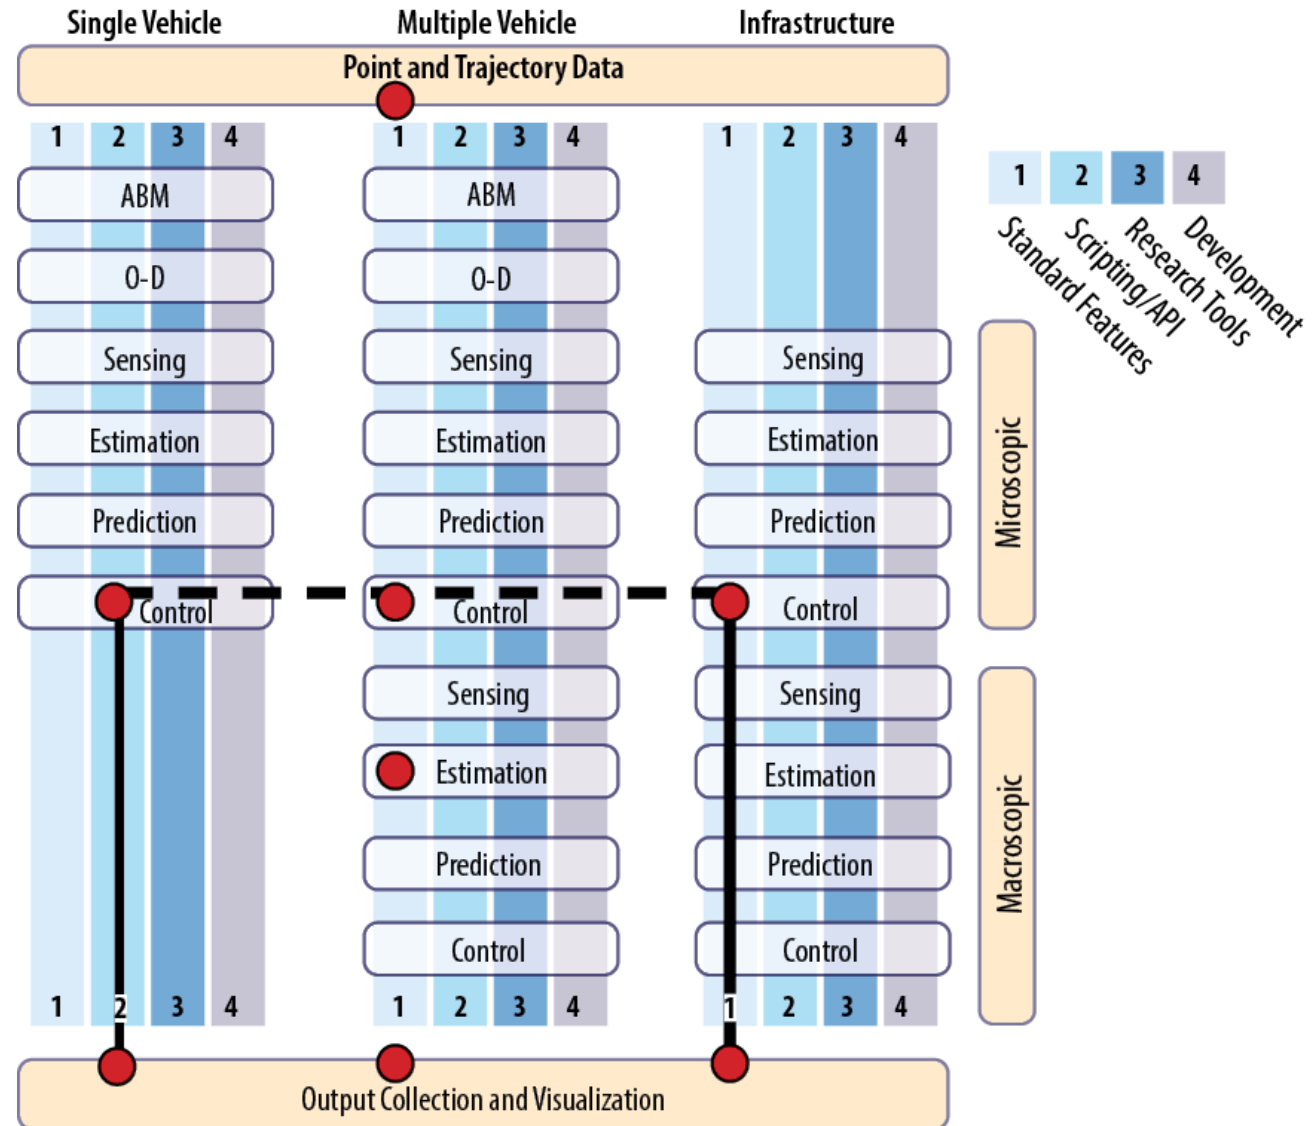 Single Vehicle Multiple Vehicle Infrastructure
Point and Trajectory Data
1 2 3 4 1 2 3 4 1 2 3 4
ABM ABM
1 2 3 4
Standard Features
Scripting/API
Research Tools
Development
O-D O-D
Sensing Sensing Sensing
Estimation Estimation Estimation
Prediction Prediction Prediction
Control Control Control
Microscopic
Sensing Sensing
Estimation Estimation
Prediction Prediction
Control Control
Macroscopic
1 2 3 4 1 2 3 4 1 2 3 4
Output Collection and Visualization